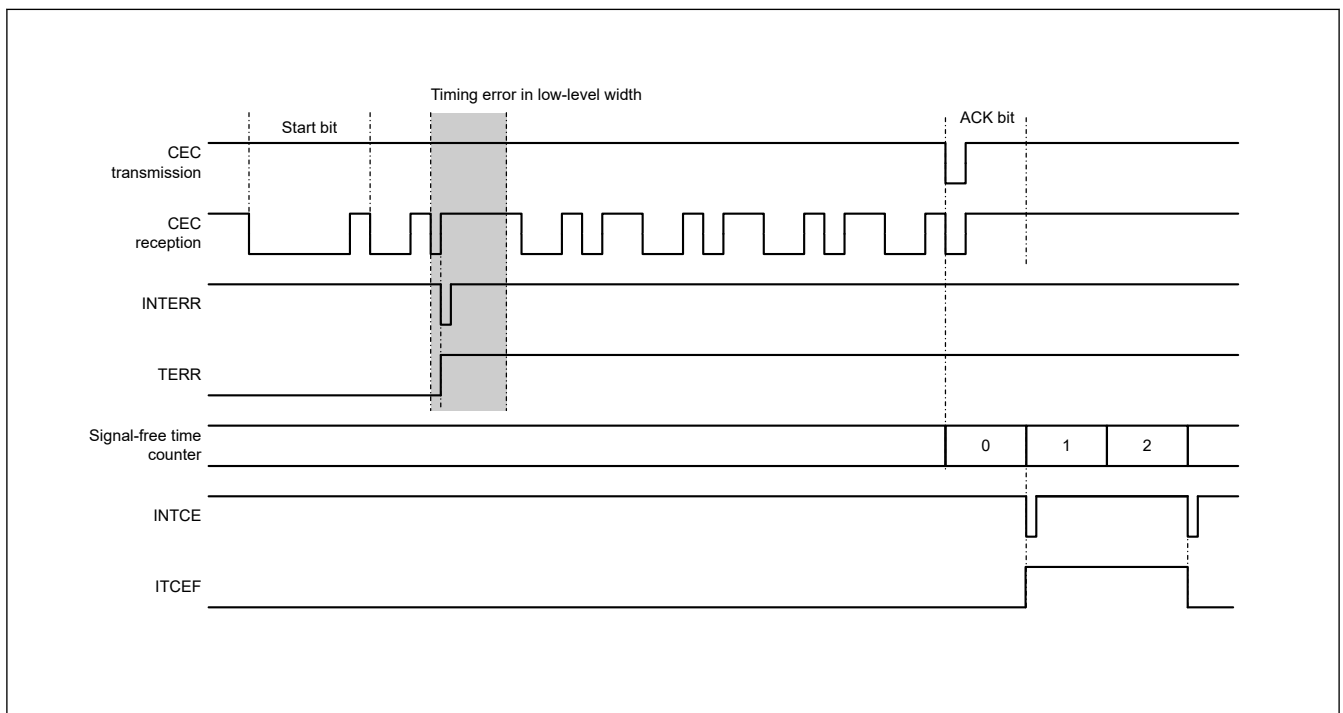 Timing error in low-level width
Start bit
ACK bit
CEC
transmission
CEC
reception
INTERR
TERR
Signal-free time
counter
0 1 2
INTCE
ITCEF